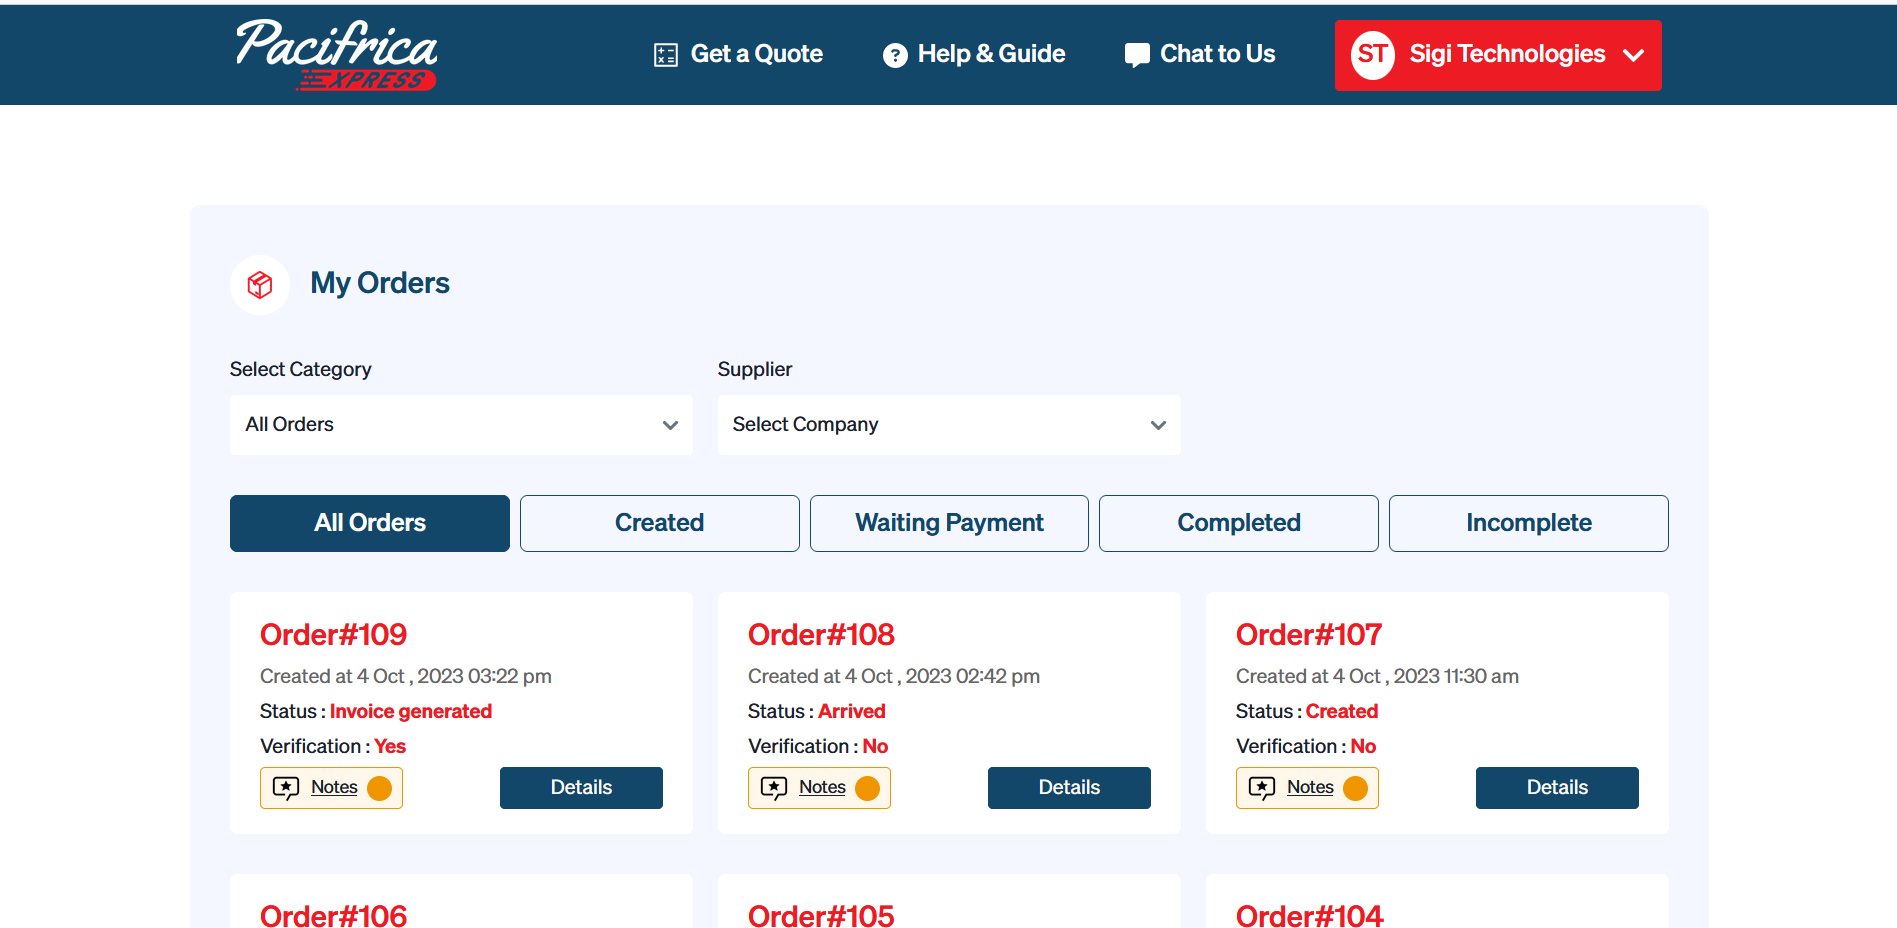 Pacifrica
XPRESS
Get a Quote
Help & Guide
Chat to Us
ST Sigi Technologies
My Orders
Select Category
Supplier
All Orders
Select Company
All Orders
Created
Waiting Payment
Completed
Incomplete
Order#109
Created at 4 Oct , 2023 03:22 pm
Status : Invoice generated
Verification : Yes
Notes
Details
Order#108
Created at 4 Oct , 2023 02:42 pm
Status : Arrived
Verification : No
Notes
Details
Order#107
Created at 4 Oct , 2023 11:30 am
Status : Created
Verification : No
Notes
Details
Order#106
Order#105
Order#104